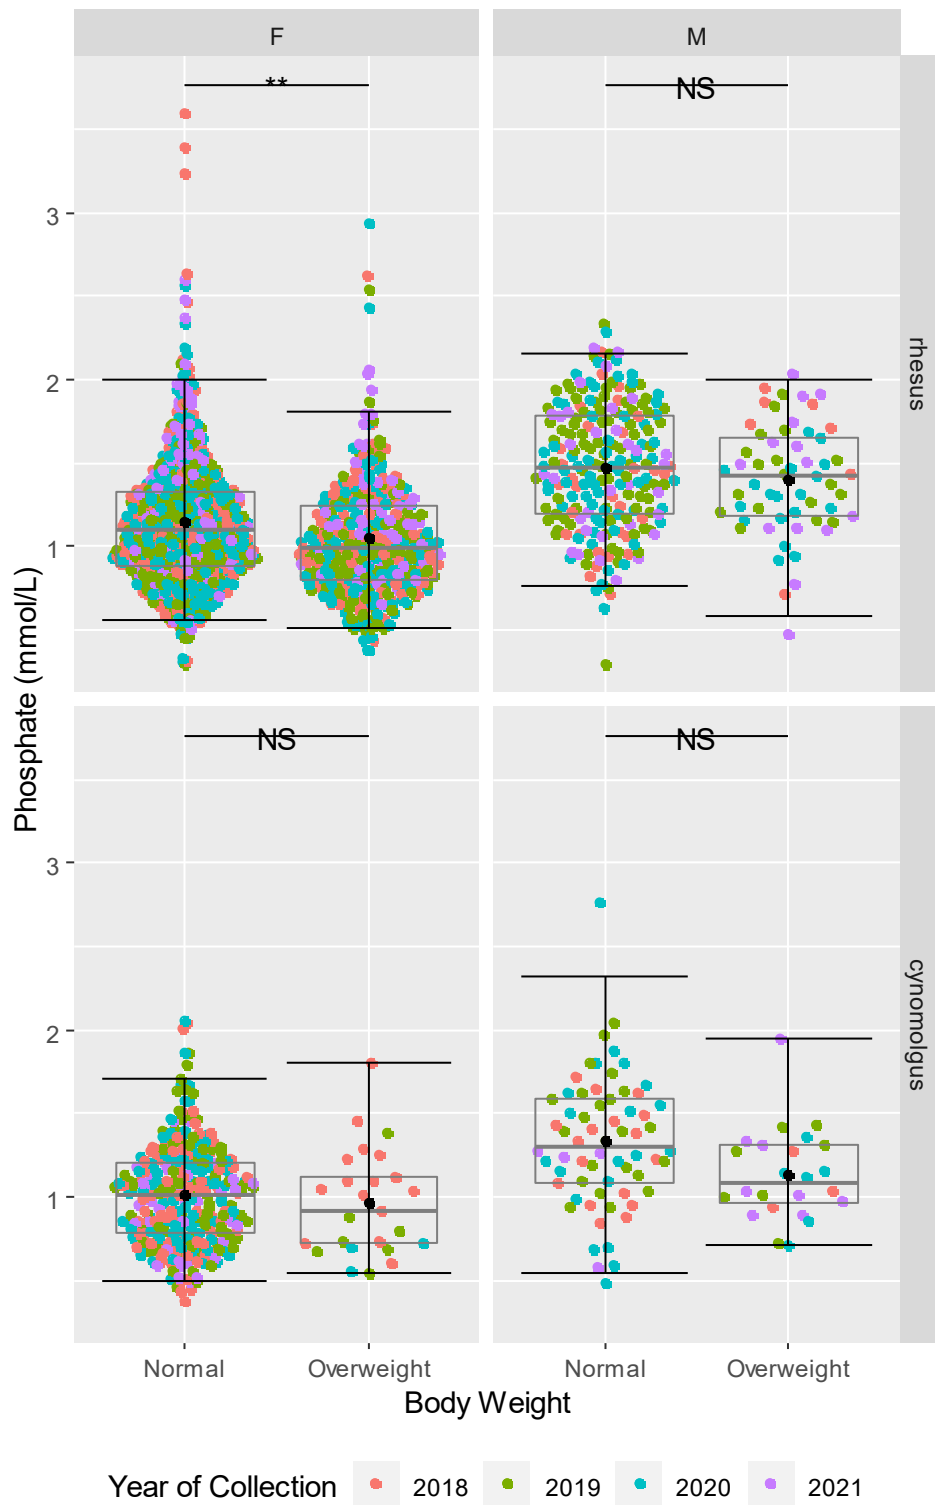 F
M
**
NS
rhesus
3
2
1
Phosphate (mmol/L)
NS
NS
cynomolgus
3
2
1
Normal
Overweight
Normal
Overweight
Body Weight
Year of Collection 2018 2019 2020 2021